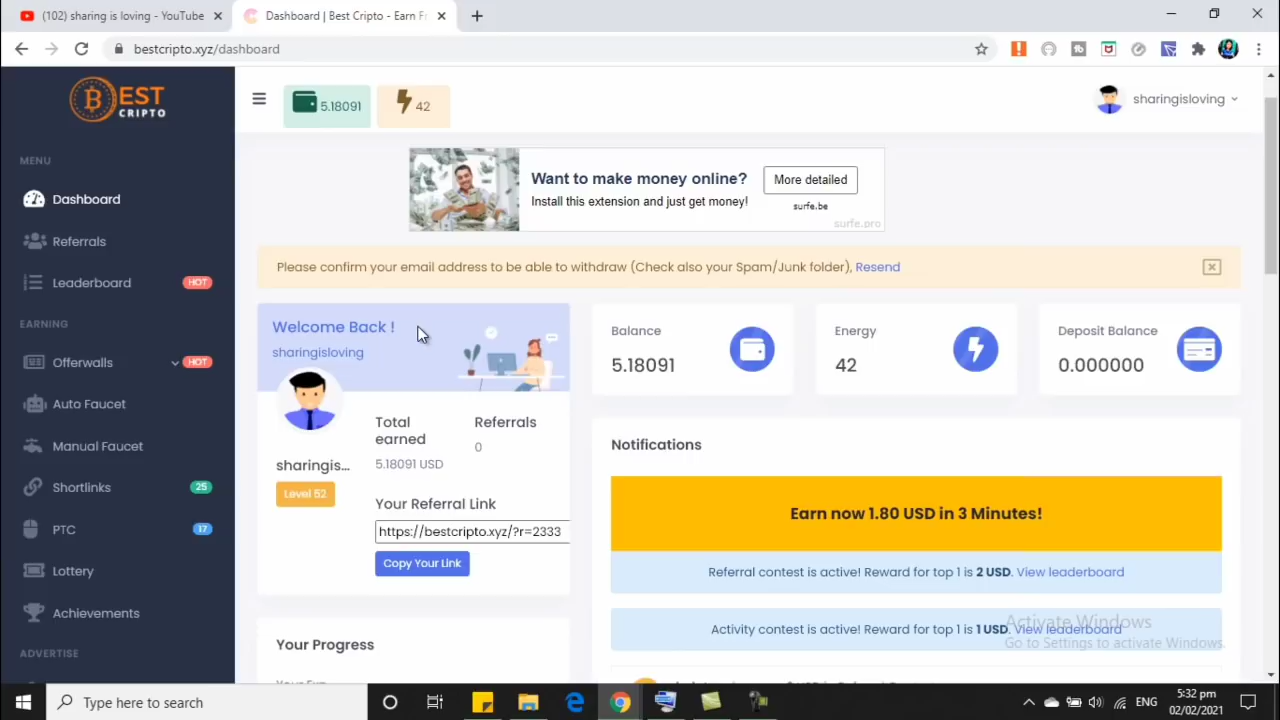 (102) sharing is loving - YouTube
Dashboard | Best Cripto - Earn Fr
bestcripto.xyz/dashboard
BEST
CRIPTO
5.18091
42
sharingisloving
MENU
Dashboard
Referrals
Leaderboard HOT
EARNING
Offerwalls HOT
Auto Faucet
Manual Faucet
Shortlinks 25
PTC 17
Lottery
Achievements
ADVERTISE
Want to make money online?
Install this extension and just get money!
More detailed
surfe.be
surfe.pro
Please confirm your email address to be able to withdraw (Check also your Spam/Junk folder), Resend
Welcome Back !
sharingisloving
Total
earned
5.18091 USD
Referrals
0
sharingis...
Level 52
Your Referral Link
https://bestcripto.xyz/?r=2333
Copy Your Link
Your Progress
Balance
5.18091
Energy
42
Deposit Balance
0.000000
Notifications
Earn now 1.80 USD in 3 Minutes!
Referral contest is active! Reward for top 1 is 2 USD. View leaderboard
Activity contest is active! Reward for top 1 is 1 USD. View leaderboard
Activate Windows
Go to Settings to activate Windows.
Type here to search
ENG
5:32 pm
02/02/2021